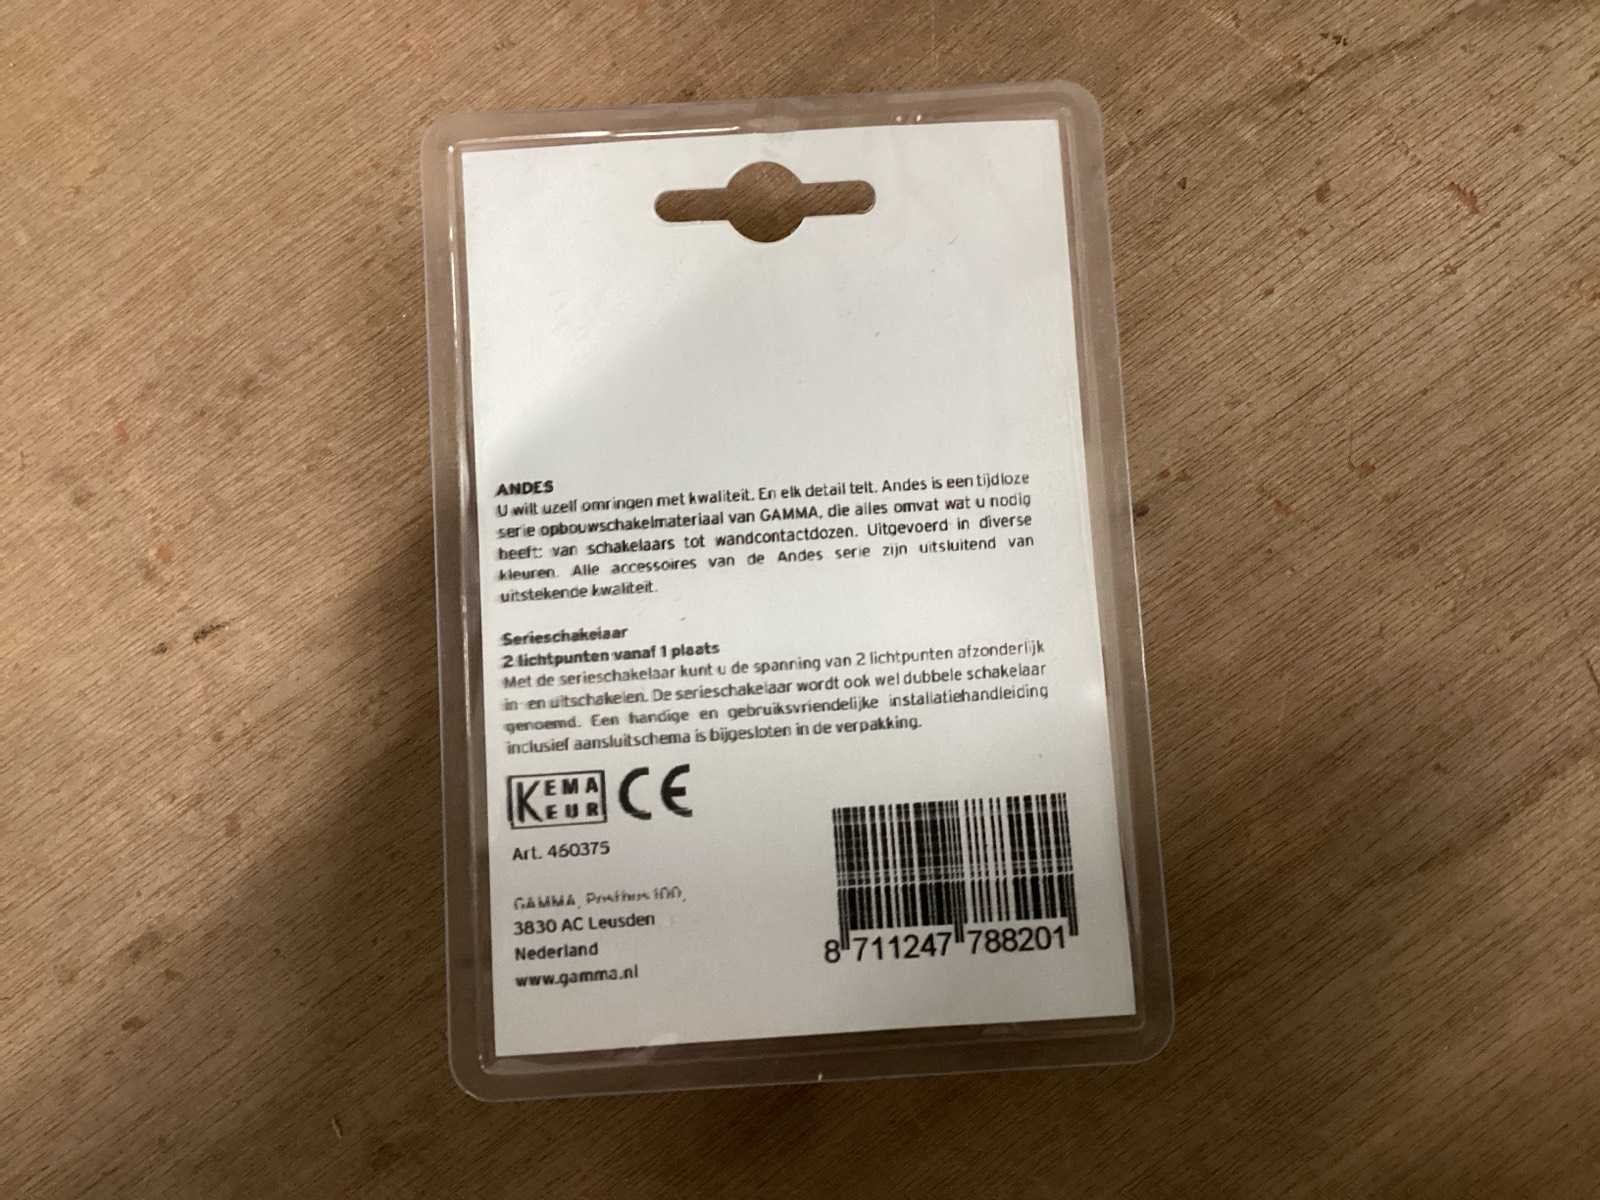 ANDES
U wilt uzelf omringen met kwaliteit. En elk detail telt. Andes is een tijdloze
serie opbouwschakelmateriaal van GAMMA, die alles omvat wat u nodig
heeft: van schakelaars tot wandcontactdozen. Uitgevoerd in diverse
kleuren. Alle accessoires van de Andes serie zijn uitsluitend van
uitstekende kwaliteit.
Serieschakelaar
2 lichtpunten vanaf 1 plaats
Met de serieschakelaar kunt u de spanning van 2 lichtpunten afzonderlijk
in- en uitschakelen. De serieschakelaar wordt ook wel dubbele schakelaar
genoemd. Een handige en gebruiksvriendelijke installatiehandleiding
inclusief aansluitschema is bijgesloten in de verpakking.
KEMA
KEUR CE
Art. 460375
GAMMA, Postbus 100,
3830 AC Leusden
Nederland
www.gamma.nl
8 711247 788201